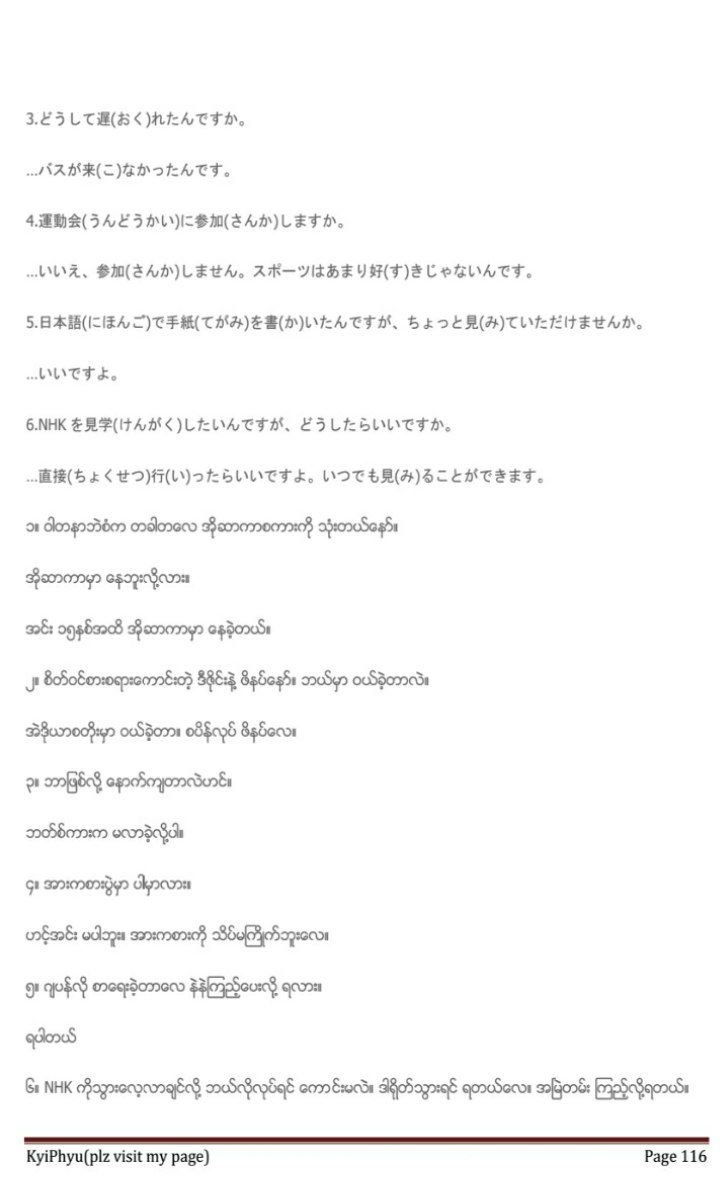 3.どうして遅(おく)れたんですか。
...バスが来(こ)なかったんです。
4.運動会(うんどうかい)に参加(さんか)しますか。
...いいえ、参加(さんか)しません。スポーツはあまり好(す)きじゃないんです。
5.日本語(にほんご)で手紙(てがみ)を書(か)いたんですが、ちょっと見(み)ていただけませんか。
...いいですよ。
6.NHK を見学(けんがく)したいんですが、どうしたらいいですか。
...直接(ちょくせつ)行(い)ったらいいですよ。いつでも見(み)ることができます。
၁။ ဝါတနာဘဲစံက တခါတလေ အိုဆာကာစကားကို သုံးတယ်နော်။
အိုဆာကာမှာ နေဘူးလို့လား။
အင်း ၁၅နှစ်အထိ အိုဆာကာမှာ နေခဲ့တယ်။
၂။ စိတ်ဝင်စားစရာကောင်းတဲ့ ဒီဇိုင်းနဲ့ ဖိနပ်နော်။ ဘယ်မှာ ဝယ်ခဲ့တာလဲ။
အဲဒိုယာစတိုးမှာ ဝယ်ခဲ့တာ။ စပိန်လုပ် ဖိနပ်လေ။
၃။ ဘာဖြစ်လို့ နောက်ကျတာလဲဟင်။
ဘတ်စ်ကားက မလာခဲ့လို့ပါ။
၄။ အားကစားပွဲမှာ ပါမှာလား။
ဟင့်အင်း မပါဘူး။ အားကစားကို သိပ်မကြိုက်ဘူးလေ။
၅။ ဂျပန်လို စာရေးခဲ့တာလေ နဲနဲကြည့်ပေးလို့ ရလား။
ရပါတယ်
၆။ NHK ကိုသွားလေ့လာချင်လို့ ဘယ်လိုလုပ်ရင် ကောင်းမလဲ။ ဒါရိုတ်သွားရင် ရတယ်လေ။ အမြဲတမ်း ကြည့်လို့ရတယ်။
KyiPhyu(plz visit my page)
Page 116